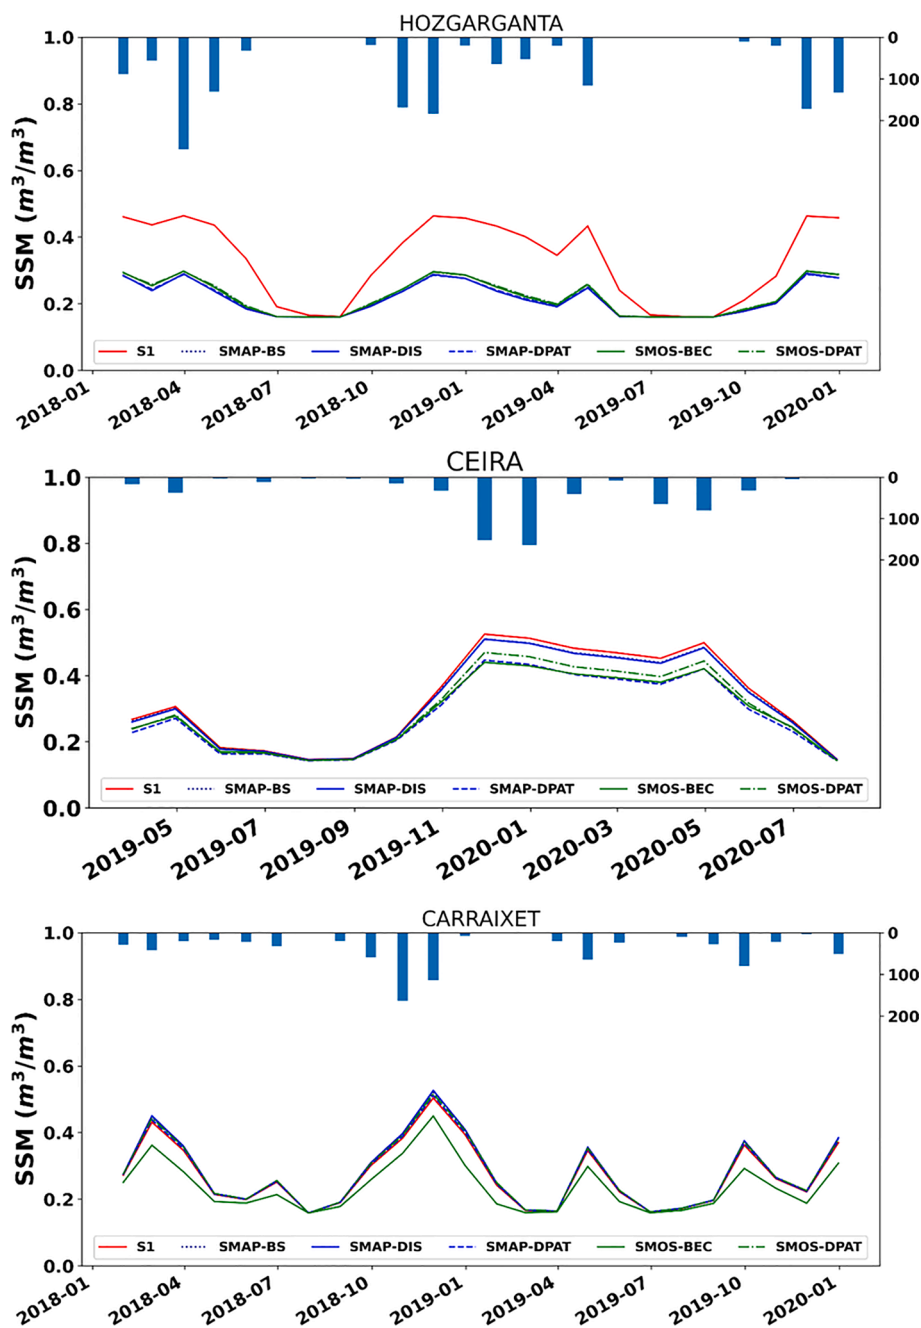 HOZGARGANTA
1.0 0
0.8 100
0.6 200
0.4
0.2
0.0
SSM (m³/m³)
S1 SMAP-BS SMAP-DIS SMAP-DPAT SMOS-BEC SMOS-DPAT
2018-01 2018-04 2018-07 2018-10 2019-01 2019-04 2019-07 2019-10 2020-01
CEIRA
1.0 0
0.8 100
0.6 200
0.4
0.2
0.0
SSM (m³/m³)
S1 SMAP-BS SMAP-DIS SMAP-DPAT SMOS-BEC SMOS-DPAT
2019-05 2019-07 2019-09 2019-11 2020-01 2020-03 2020-05 2020-07
CARRAIXET
1.0 0
0.8 100
0.6 200
0.4
0.2
0.0
SSM (m³/m³)
S1 SMAP-BS SMAP-DIS SMAP-DPAT SMOS-BEC SMOS-DPAT
2018-01 2018-04 2018-07 2018-10 2019-01 2019-04 2019-07 2019-10 2020-01